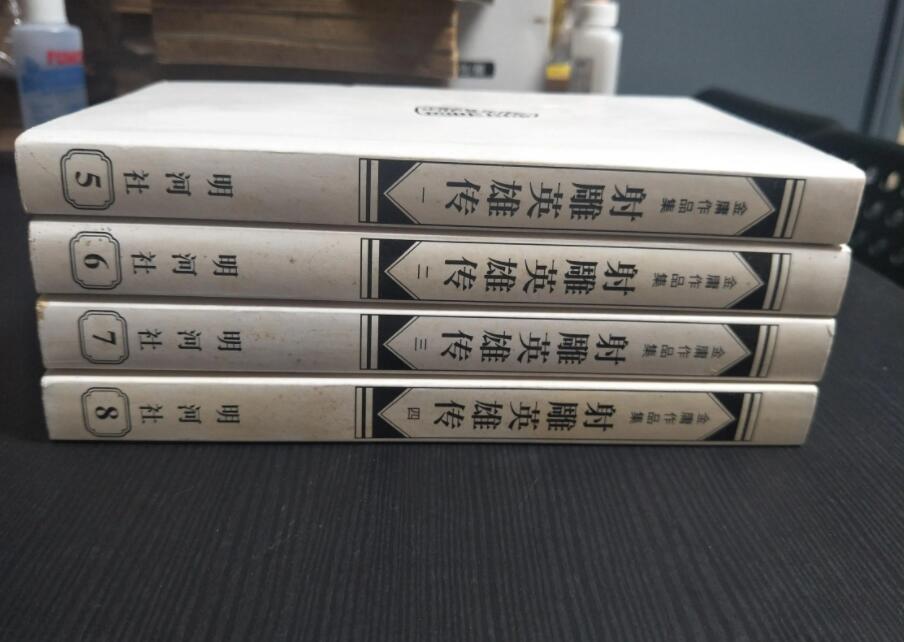 金庸作品集 射雕英雄传 一 明河社 5
金庸作品集 射雕英雄传 二 明河社 6
金庸作品集 射雕英雄传 三 明河社 7
金庸作品集 射雕英雄传 四 明河社 8